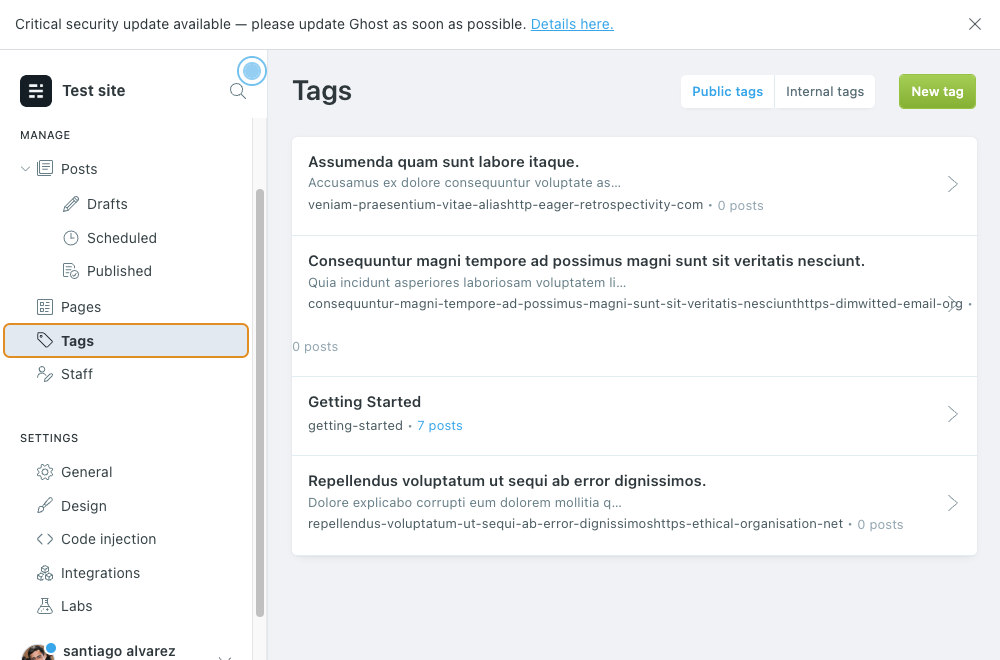 Critical security update available — please update Ghost as soon as possible. Details here.
Test site
MANAGE
Posts
Drafts
Scheduled
Published
Pages
Tags
Staff
SETTINGS
General
Design
Code injection
Integrations
Labs
santiago alvarez
Tags
Public tags
Internal tags
New tag
Assumenda quam sunt labore itaque.
Accusamus ex dolore consequuntur voluptate as...
veniam-praesentium-vitae-aliashttp-eager-retrospectivity-com • 0 posts
Consequuntur magni tempore ad possimus magni sunt sit veritatis nesciunt.
Quia incidunt asperiores laboriosam voluptatem li...
consequuntur-magni-tempore-ad-possimus-magni-sunt-sit-veritatis-nesciunthttps-dimwitted-email-org •
0 posts
Getting Started
getting-started • 7 posts
Repellendus voluptatum ut sequi ab error dignissimos.
Dolore explicabo corrupti eum dolorem mollitia q...
repellendus-voluptatum-ut-sequi-ab-error-dignissimoshttps-ethical-organisation-net • 0 posts